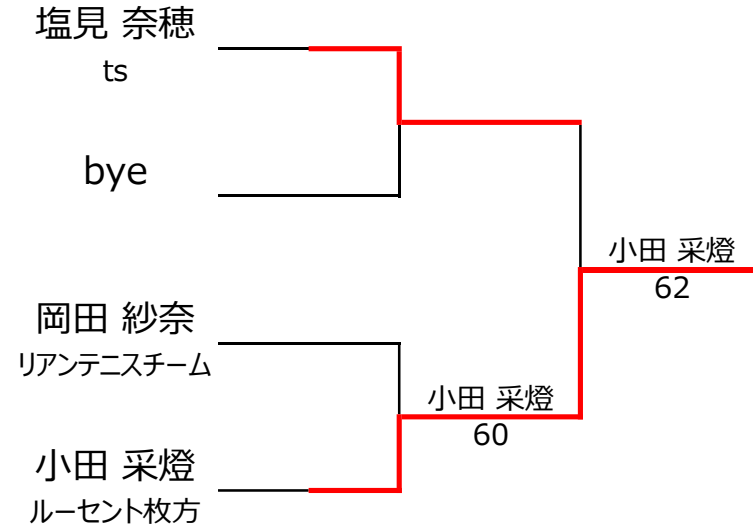 塩見 奈穂
ts
bye
岡田 紗奈
リアンテニスチーム
小田 采燈
ルーセント枚方
小田 采燈
60
小田 采燈
62